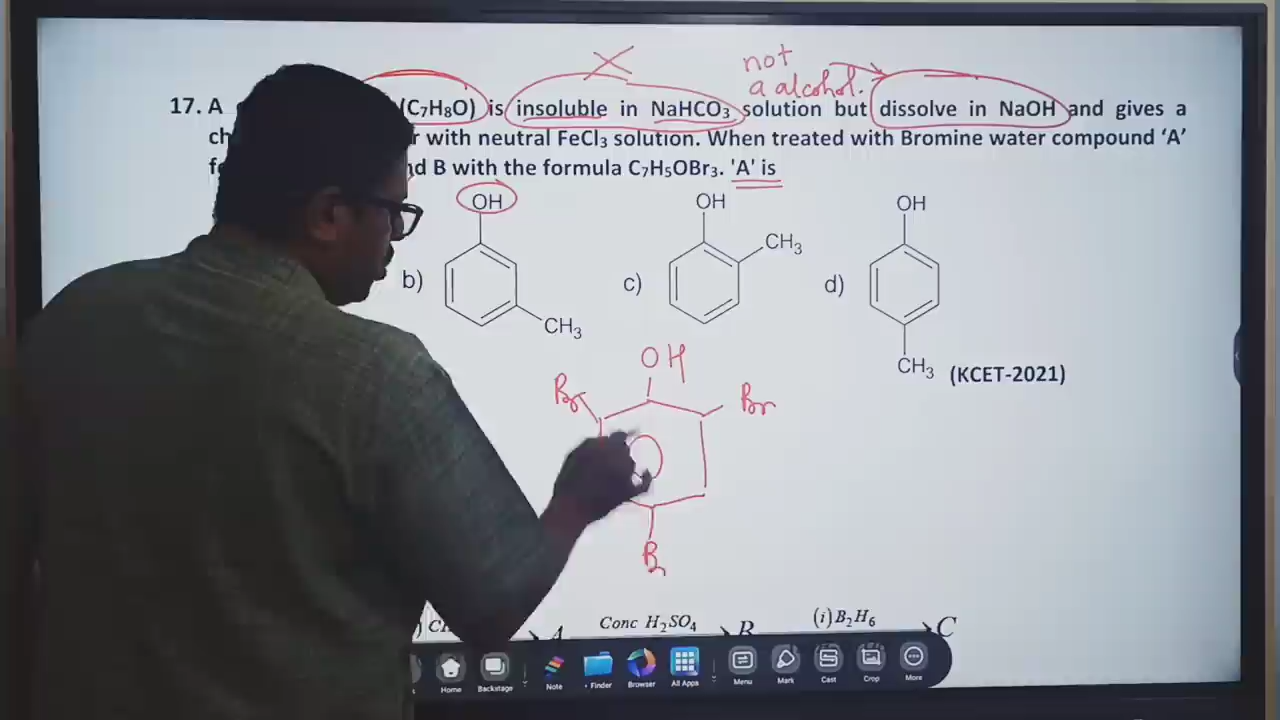 not
a alcohol.
17. A (C₇H₈O) is insoluble in NaHCO₃ solution but dissolve in NaOH and gives a
with neutral FeCl₃ solution. When treated with Bromine water compound ‘A’
B with the formula C₇H₅OBr₃. 'A' is
OH OH OH
CH₃
b) c) d)
CH₃
OH
CH₃ (KCET-2021)
Br Br
Br
Conc H₂SO₄ (i) B₂H₆
A B C
Home Backstage Note Finder Browser All Apps Menu Mark Cast Crop More